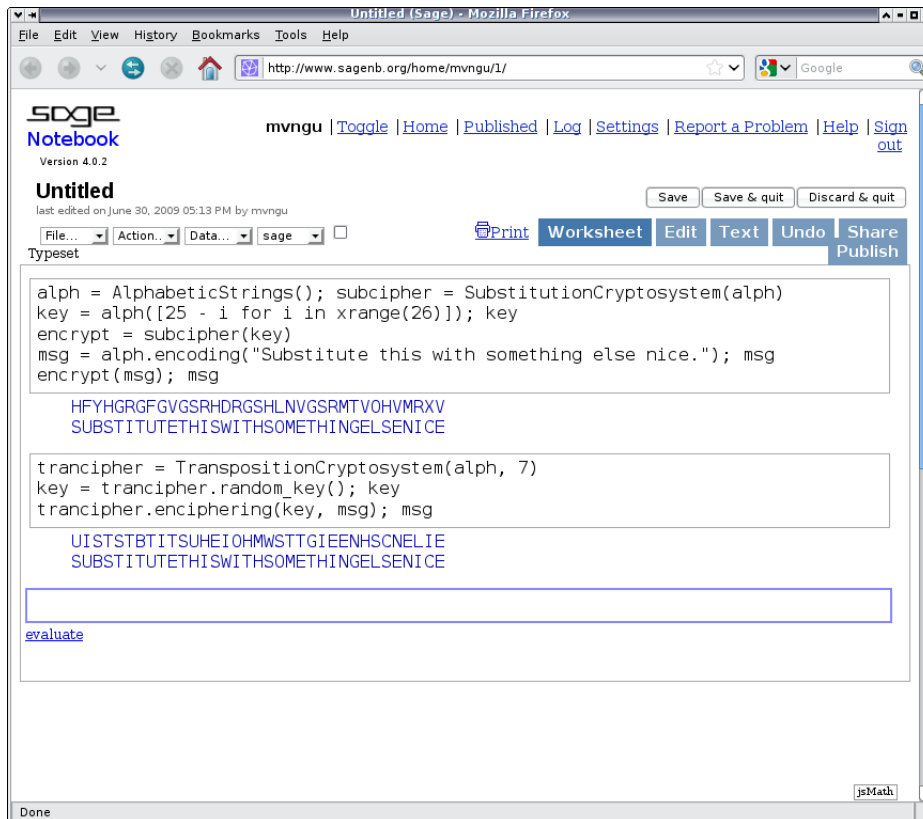 Untitled (Sage) - Mozilla Firefox
File Edit View History Bookmarks Tools Help
http://www.sagenb.org/home/mvngu/1/ Google
sage
Notebook
Version 4.0.2
mvngu | Toggle | Home | Published | Log | Settings | Report a Problem | Help | Sign out
Untitled
last edited on June 30, 2009 05:13 PM by mvngu
Save Save & quit Discard & quit
File... Action.. Data... sage
Typeset
Print Worksheet Edit Text Undo Share
Publish
alph = AlphabeticStrings(); subcipher = SubstitutionCryptosystem(alph)
key = alph([25 - i for i in xrange(26)]); key
encrypt = subcipher(key)
msg = alph.encoding("Substitute this with something else nice."); msg
encrypt(msg); msg
HFYHGRGFGVGSRHDRGSHLNVGSRMTVOHVMRXV
SUBSTITUTETHISWITHSOMETHINGELSENICE
trancipher = TranspositionCryptosystem(alph, 7)
key = trancipher.random_key(); key
trancipher.enciphering(key, msg); msg
UISTSTBTITSUHEIOHMWSTTGIEENHSCNELIE
SUBSTITUTETHISWITHSOMETHINGELSENICE
evaluate
jsMath
Done